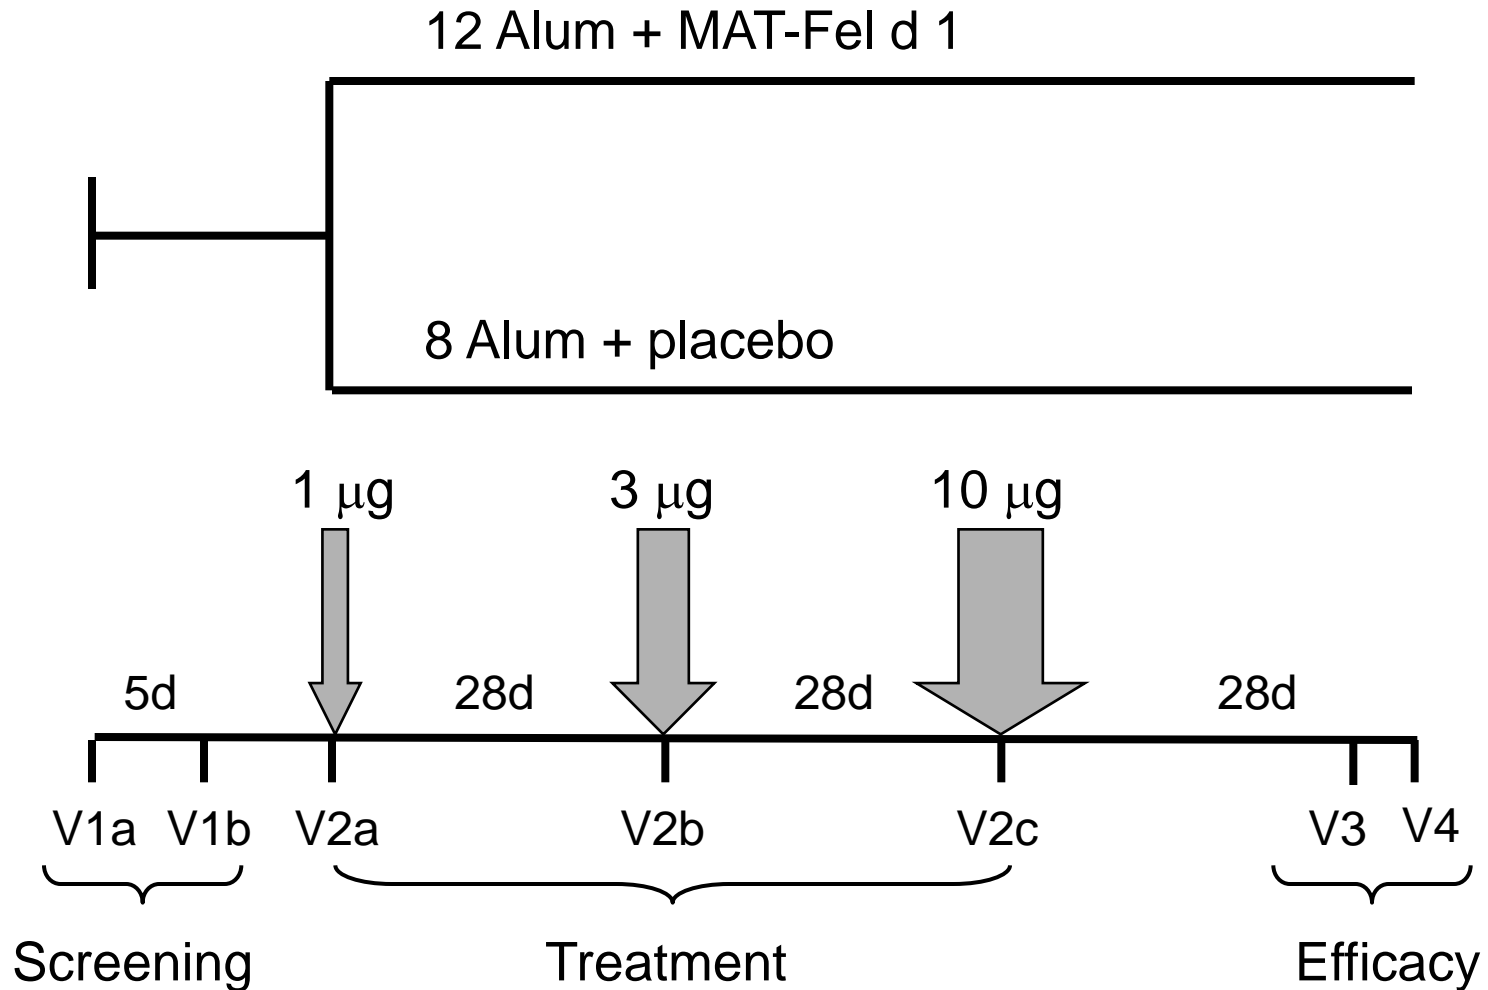 12 Alum + MAT-Fel d 1
8 Alum + placebo
1 μg 3 μg 10 μg
5d 28d 28d 28d
V1a V1b V2a V2b V2c V3 V4
Screening Treatment Efficacy